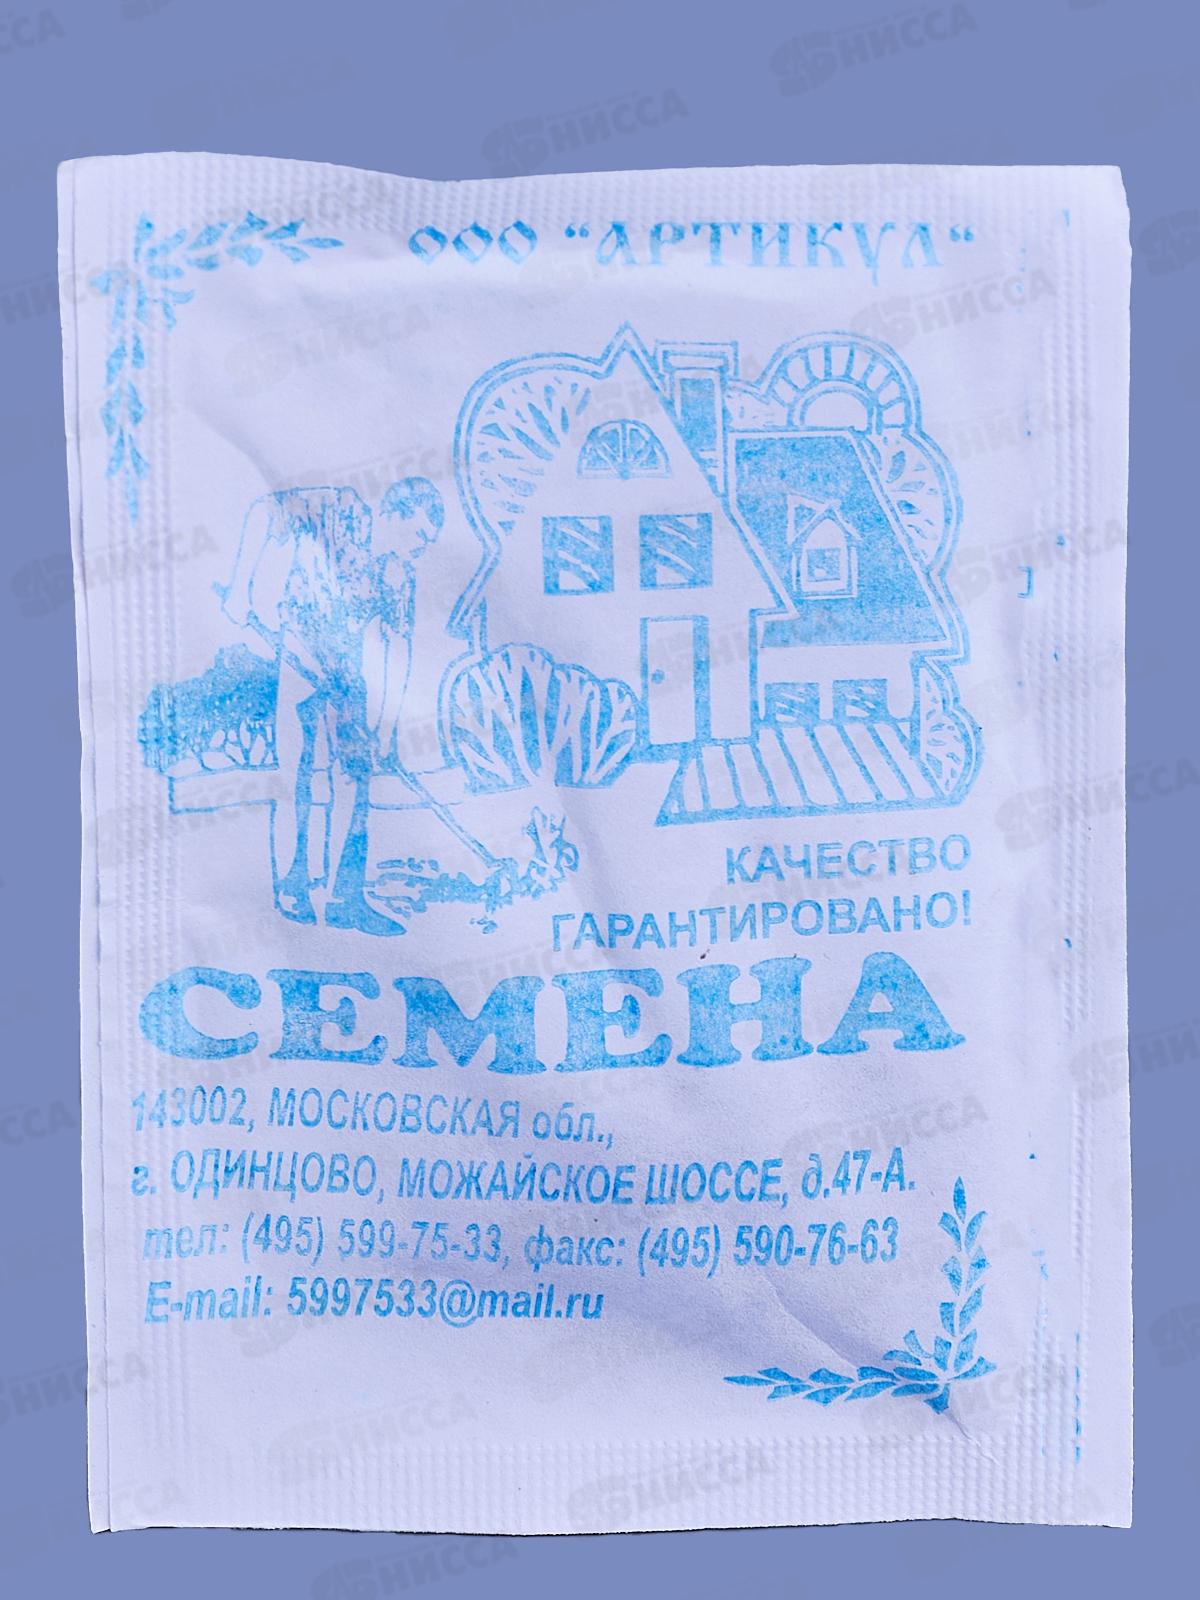 ООО "АРТИКУЛ"
КАЧЕСТВО
ГАРАНТИРОВАНО!
СЕМЕНА
143002, МОСКОВСКАЯ обл.,
г. ОДИНЦОВО, МОЖАЙСКОЕ ШОССЕ, д.47-А.
тел: (495) 599-75-33, факс: (495) 590-76-63
E-mail: 5997533@mail.ru
НИССА